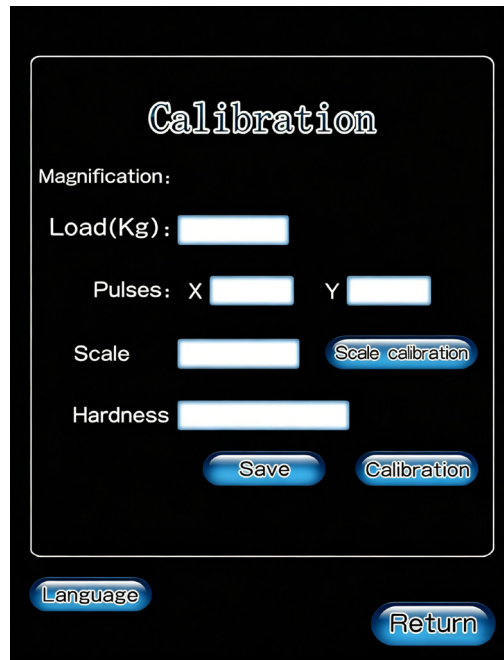 Calibration
Magnification:
Load(Kg):
Pulses: X Y
Scale Scale calibration
Hardness
Save Calibration
Language
Return